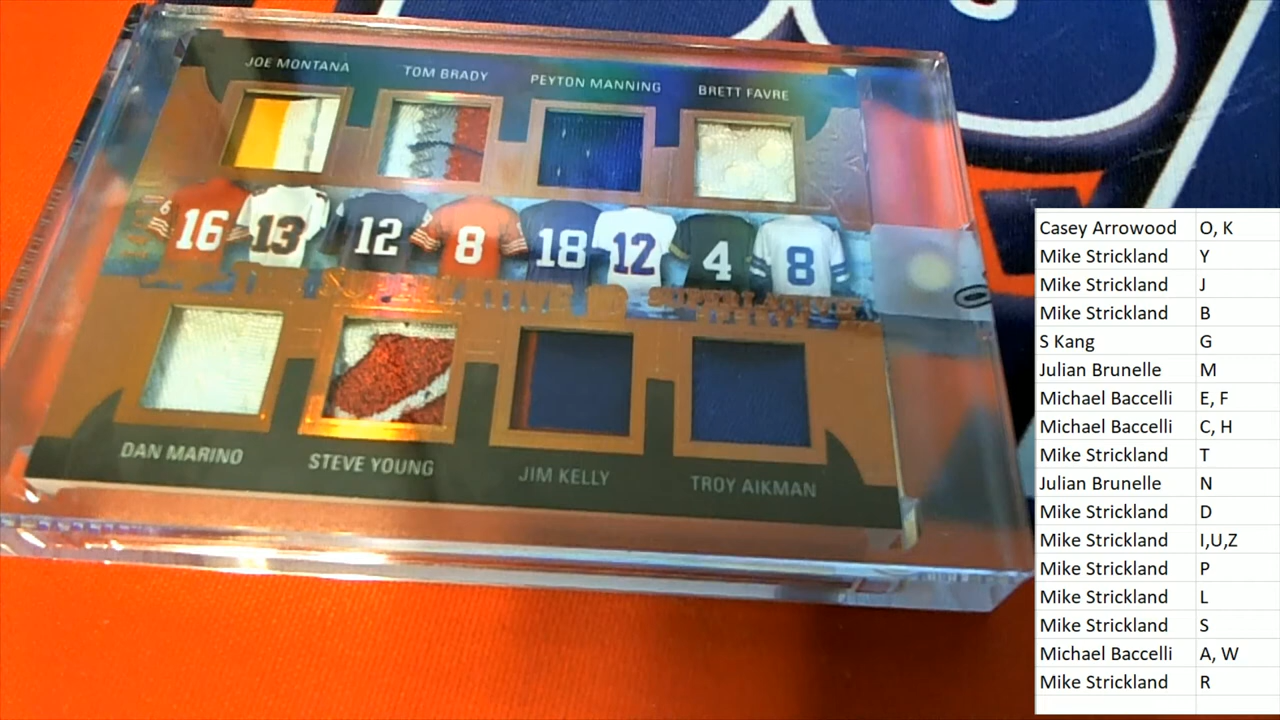 JOE MONTANA TOM BRADY PEYTON MANNING BRETT FAVRE
16 13 12 8 18 12 4 8
SUPERLATIVE
DAN MARINO STEVE YOUNG JIM KELLY TROY AIKMAN
Casey Arrowood O, K
Mike Strickland Y
Mike Strickland J
Mike Strickland B
S Kang G
Julian Brunelle M
Michael Baccelli E, F
Michael Baccelli C, H
Mike Strickland T
Julian Brunelle N
Mike Strickland D
Mike Strickland I,U,Z
Mike Strickland P
Mike Strickland L
Mike Strickland S
Michael Baccelli A, W
Mike Strickland R